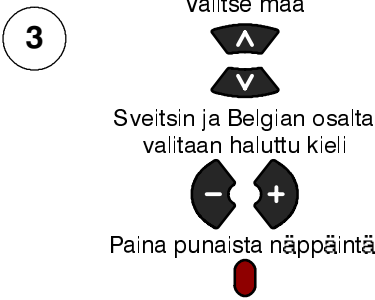 Valitse maa
3
Sveitsin ja Belgian osalta
valitaan haluttu kieli
− +
Paina punaista näppäintä